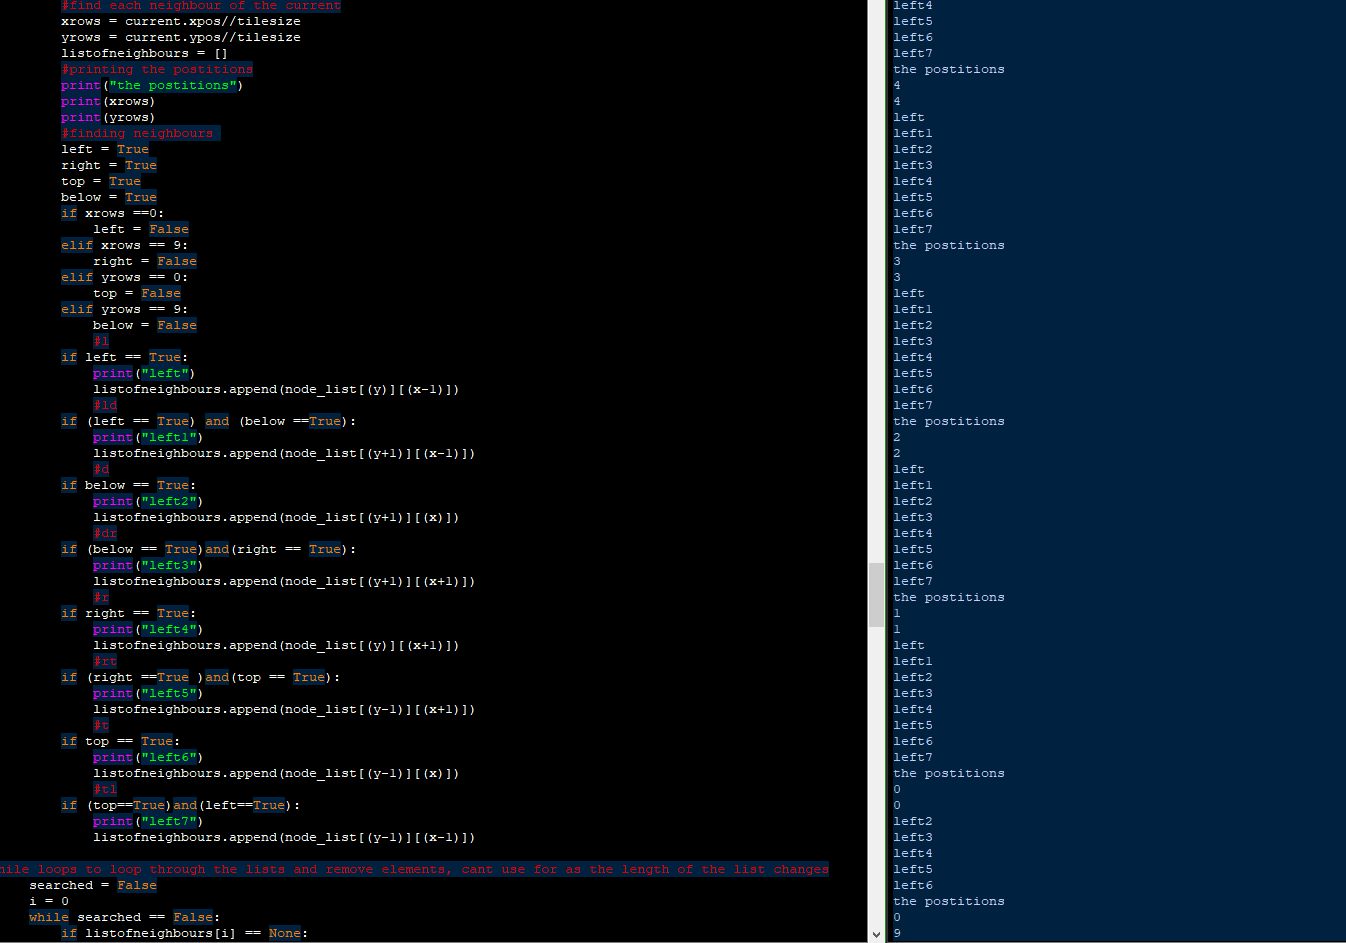 #find each neighbour of the current
xrows = current.xpos//tilesize
yrows = current.ypos//tilesize
listofneighbours = []
#printing the postitions
print("the postitions")
print(xrows)
print(yrows)
#finding neighbours
left = True
right = True
top = True
below = True
if xrows ==0:
left = False
elif xrows == 9:
right = False
elif yrows == 0:
top = False
elif yrows == 9:
below = False
#l
if left == True:
print("left")
listofneighbours.append(node_list[(y)][(x-1)])
#ld
if (left == True) and (below ==True):
print("left1")
listofneighbours.append(node_list[(y+1)][(x-1)])
#d
if below == True:
print("left2")
listofneighbours.append(node_list[(y+1)][(x)])
#dr
if (below == True)and(right == True):
print("left3")
listofneighbours.append(node_list[(y+1)][(x+1)])
#r
if right == True:
print("left4")
listofneighbours.append(node_list[(y)][(x+1)])
#rt
if (right ==True )and(top == True):
print("left5")
listofneighbours.append(node_list[(y-1)][(x+1)])
#t
if top == True:
print("left6")
listofneighbours.append(node_list[(y-1)][(x)])
#tl
if (top==True)and(left==True):
print("left7")
listofneighbours.append(node_list[(y-1)][(x-1)])
hile loops to loop through the lists and remove elements, cant use for as the length of the list changes
searched = False
i = 0
while searched == False:
if listofneighbours[i] == None:
left4
left5
left6
left7
the postitions
4
4
left
left1
left2
left3
left4
left5
left6
left7
the postitions
3
3
left
left1
left2
left3
left4
left5
left6
left7
the postitions
2
2
left
left1
left2
left3
left4
left5
left6
left7
the postitions
1
1
left
left1
left2
left3
left4
left5
left6
left7
the postitions
0
0
left2
left3
left4
left5
left6
the postitions
0
9